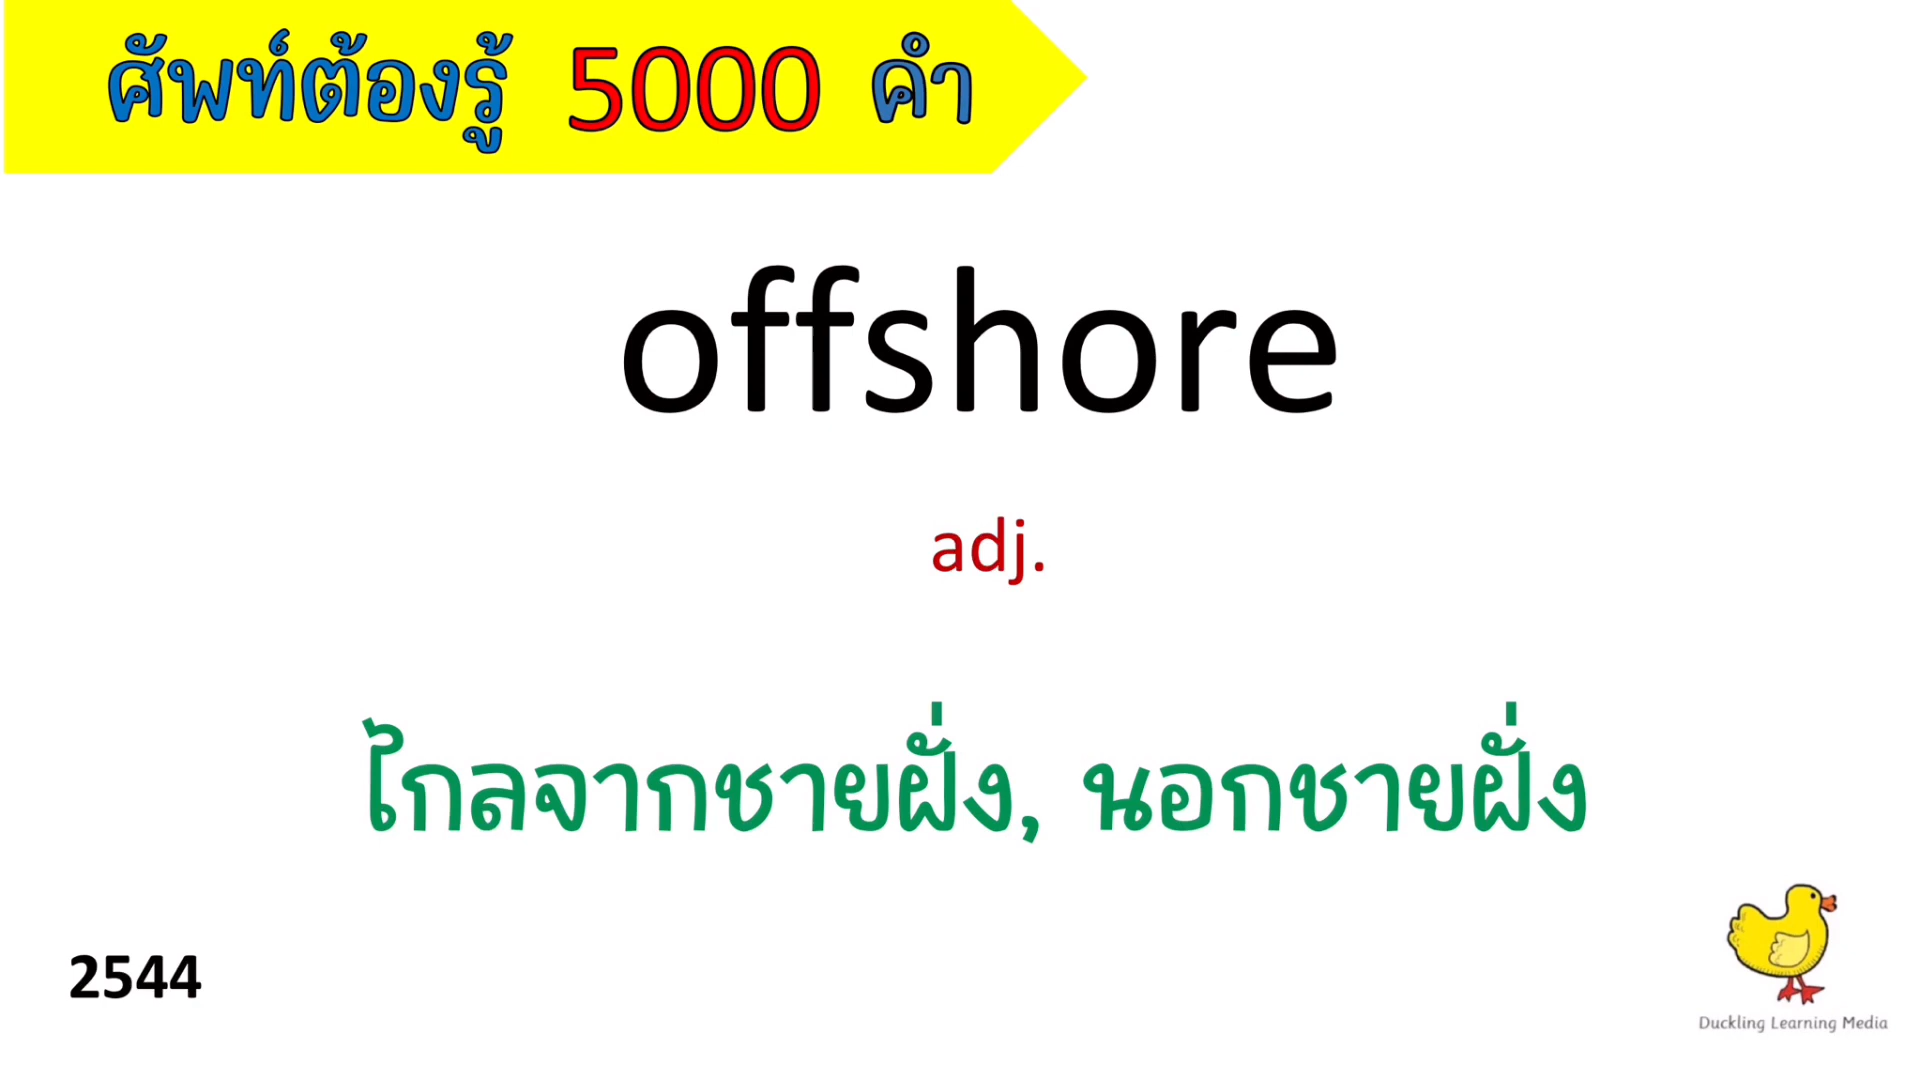 ศัพท์ต้องรู้ 5000 คำ
offshore
adj.
ไกลจากชายฝั่ง, นอกชายฝั่ง
2544
Duckling Learning Media